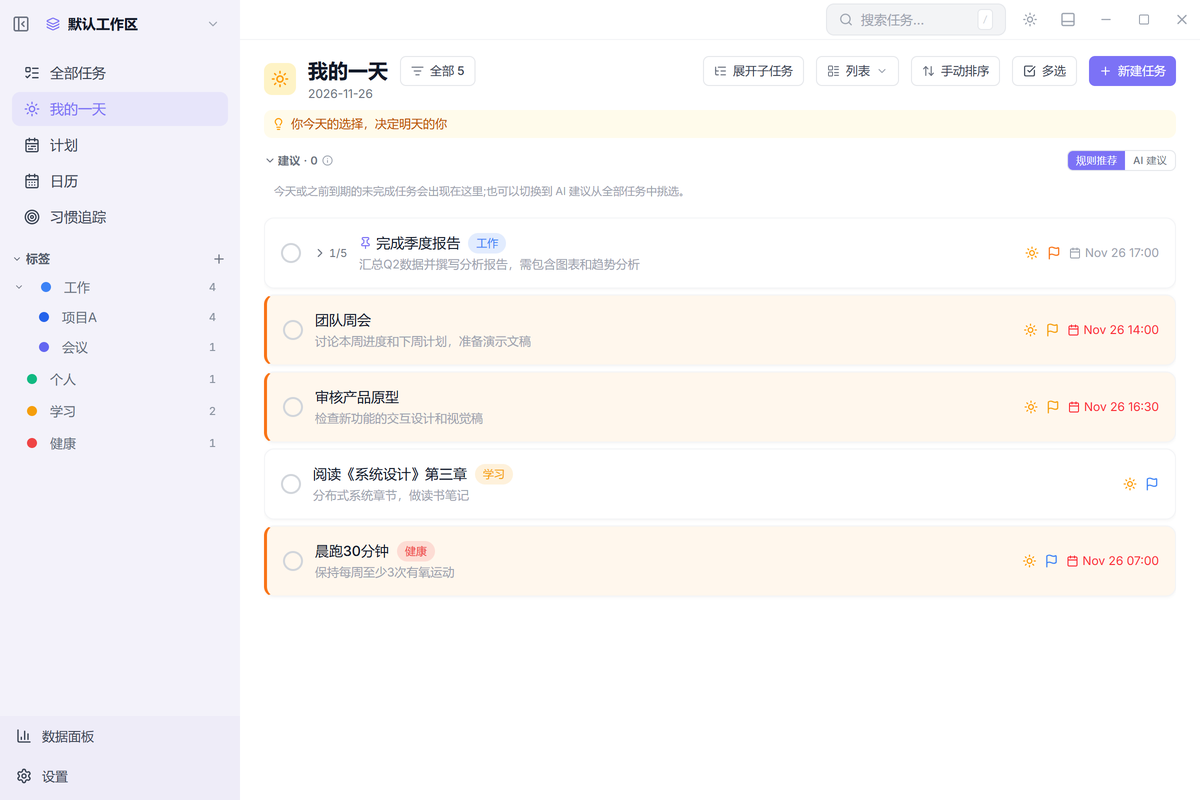 默认工作区
搜索任务...
/
全部任务
我的一天
计划
日历
习惯追踪
标签
工作 4
项目A 4
会议 1
个人 1
学习 2
健康 1
数据面板
设置
我的一天
2026-11-26
全部 5
展开子任务
列表
手动排序
多选
新建任务
你今天的选择，决定明天的你
建议 · 0
规则推荐
AI 建议
今天或之前到期的未完成任务会出现在这里;也可以切换到 AI 建议从全部任务中挑选。
1/5
完成季度报告 工作
汇总Q2数据并撰写分析报告，需包含图表和趋势分析
Nov 26 17:00
团队周会
讨论本周进度和下周计划，准备演示文稿
Nov 26 14:00
审核产品原型
检查新功能的交互设计和视觉稿
Nov 26 16:30
阅读《系统设计》第三章 学习
分布式系统章节，做读书笔记
晨跑30分钟 健康
保持每周至少3次有氧运动
Nov 26 07:00